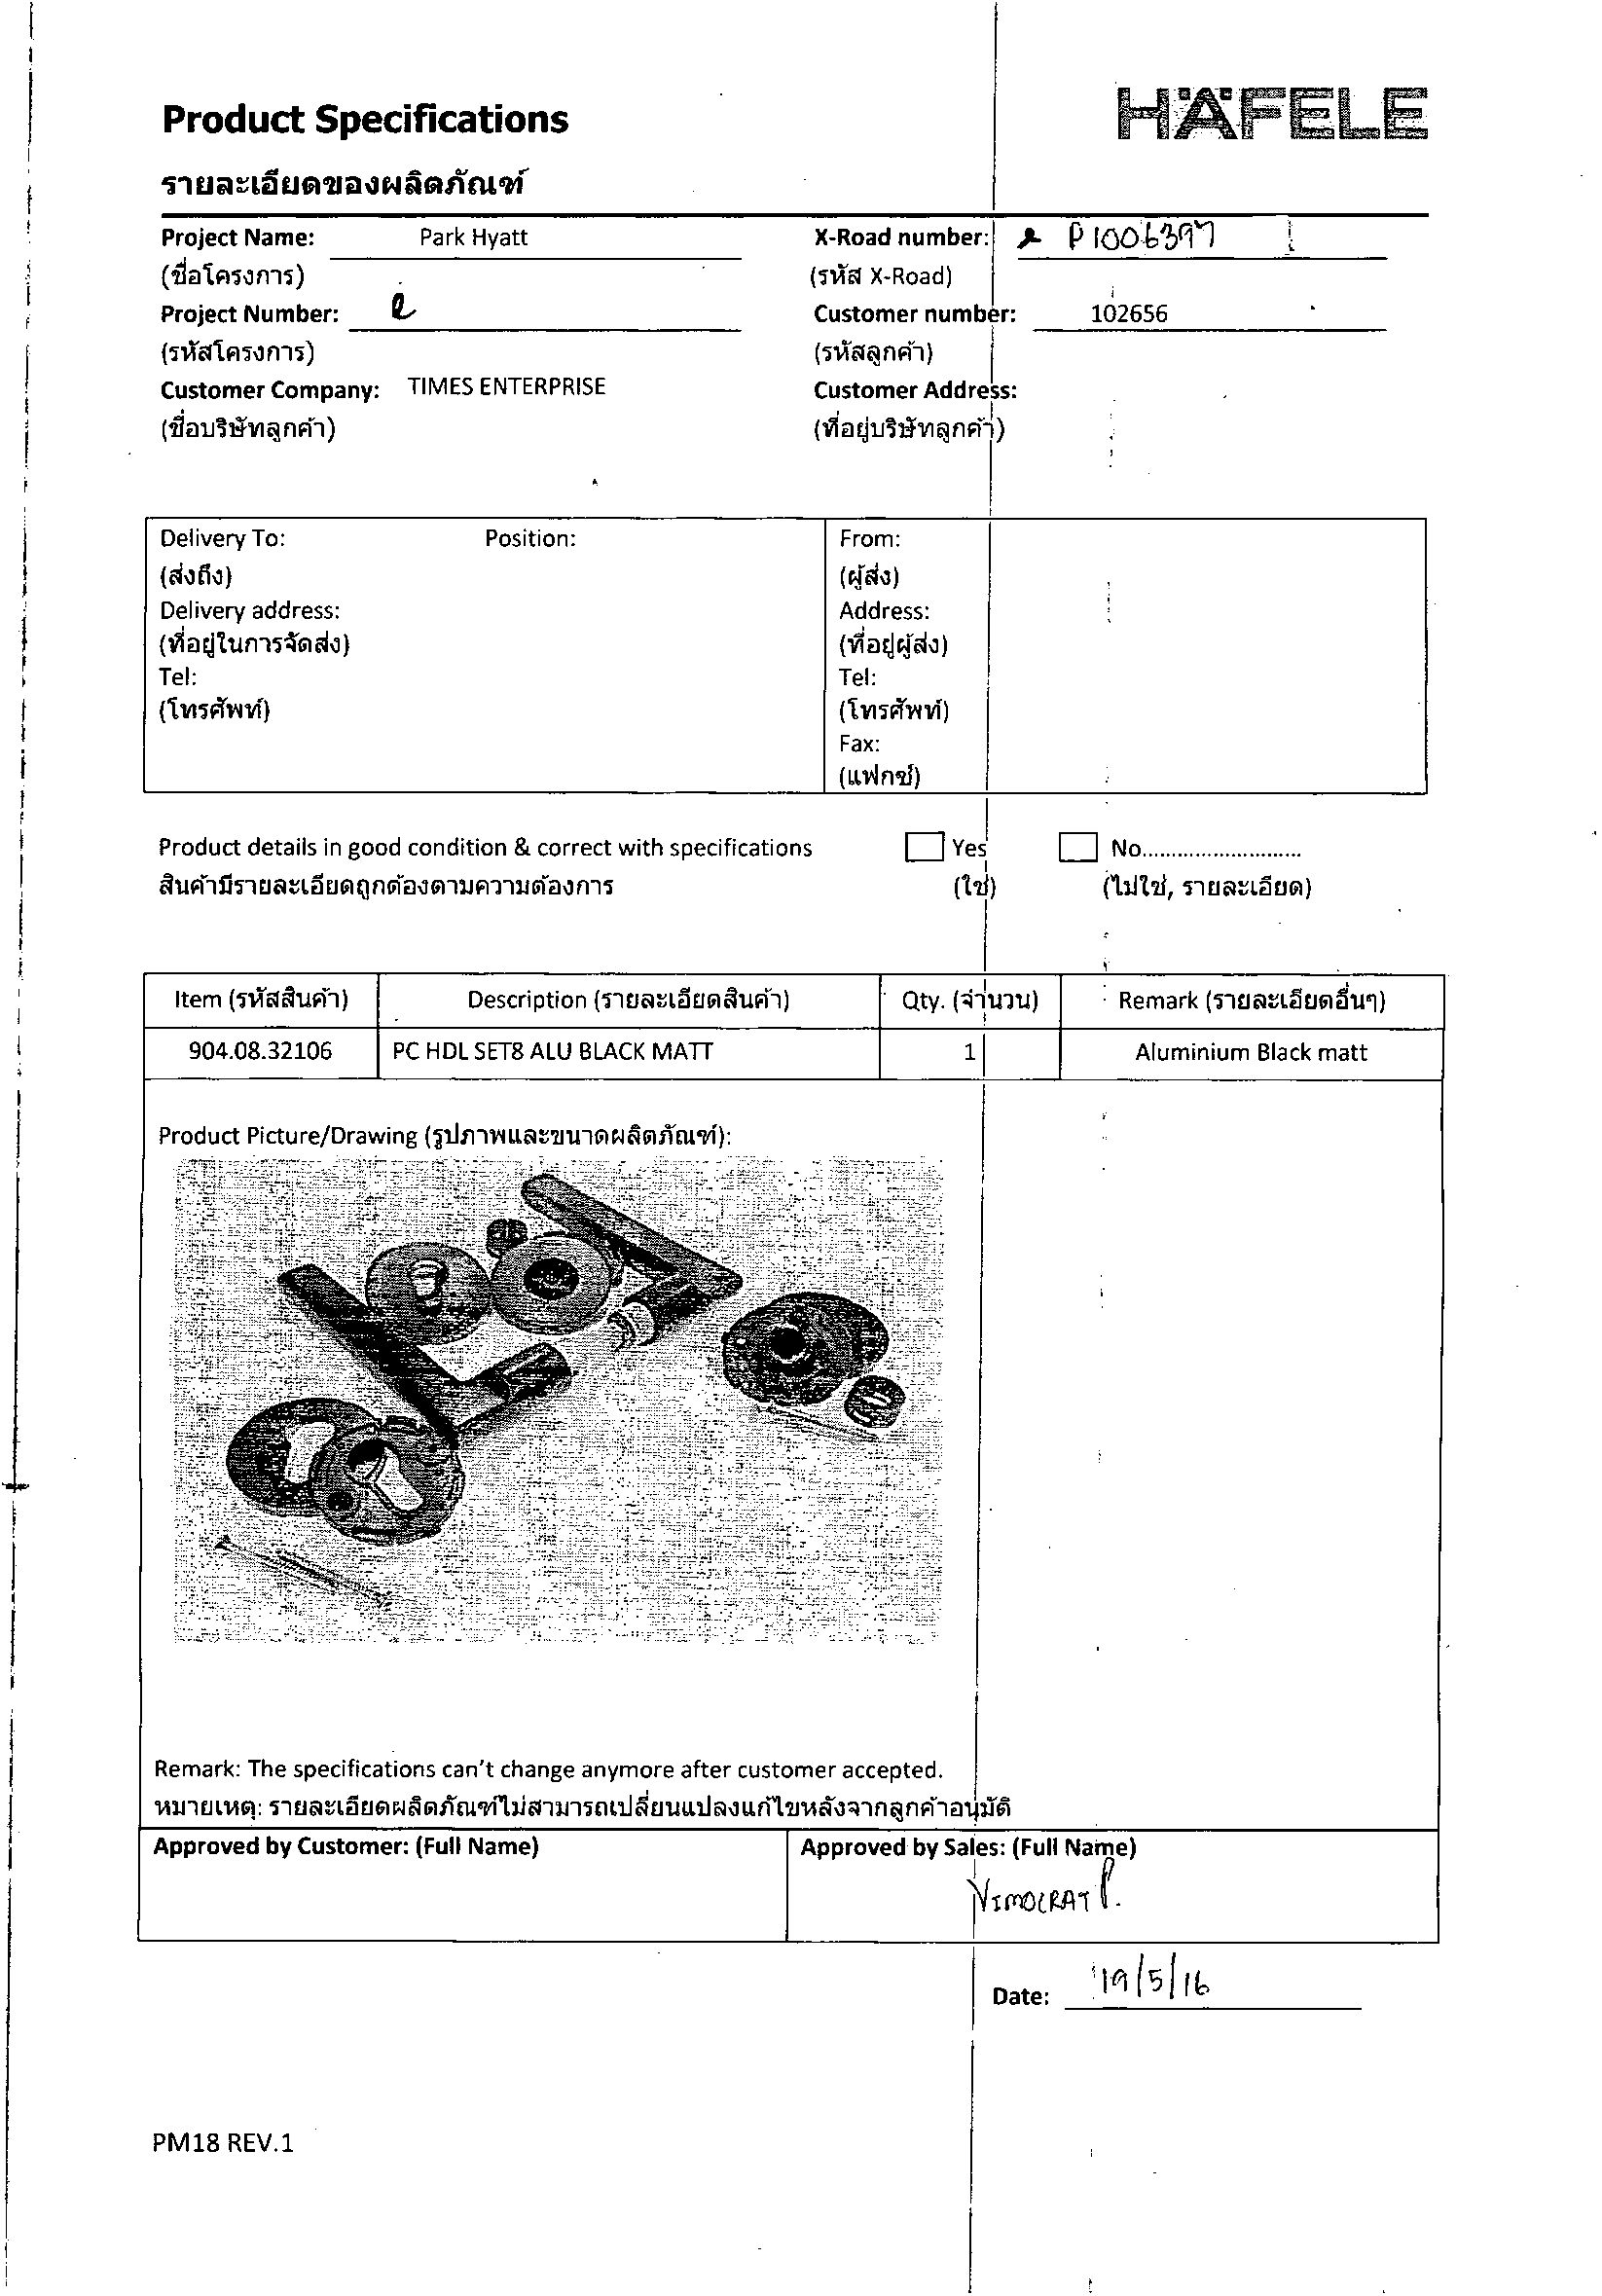 Product Specifications
HÄFELE
รายละเอียดของผลิตภัณฑ์
Project Name: Park Hyatt X-Road number: P1006397
(ชื่อโครงการ) (รหัส X-Road)
Project Number: Customer number: 102656
(รหัสโครงการ) (รหัสลูกค้า)
Customer Company: TIMES ENTERPRISE Customer Address:
(ชื่อบริษัทลูกค้า) (ที่อยู่บริษัทลูกค้า)
Delivery To: Position: From:
(ส่งถึง) (ผู้ส่ง)
Delivery address: Address:
(ที่อยู่ในการจัดส่ง) (ที่อยู่ผู้ส่ง)
Tel: Tel:
(โทรศัพท์) (โทรศัพท์)
Fax:
(แฟกซ์)
Product details in good condition & correct with specifications Yes No...........................
สินค้ามีรายละเอียดถูกต้องตามความต้องการ (ใช่) (ไม่ใช่, รายละเอียด)
Item (รหัสสินค้า) Description (รายละเอียดสินค้า) Qty. (จำนวน) Remark (รายละเอียดอื่นๆ)
904.08.32106 PC HDL SET8 ALU BLACK MATT 1 Aluminium Black matt
Product Picture/Drawing (รูปภาพและขนาดผลิตภัณฑ์):
Remark: The specifications can't change anymore after customer accepted.
หมายเหตุ: รายละเอียดผลิตภัณฑ์ไม่สามารถเปลี่ยนแปลงแก้ไขหลังจากลูกค้าอนุมัติ
Approved by Customer: (Full Name) Approved by Sales: (Full Name)
VIMOLRAT P.
Date: 19/5/16
PM18 REV.1